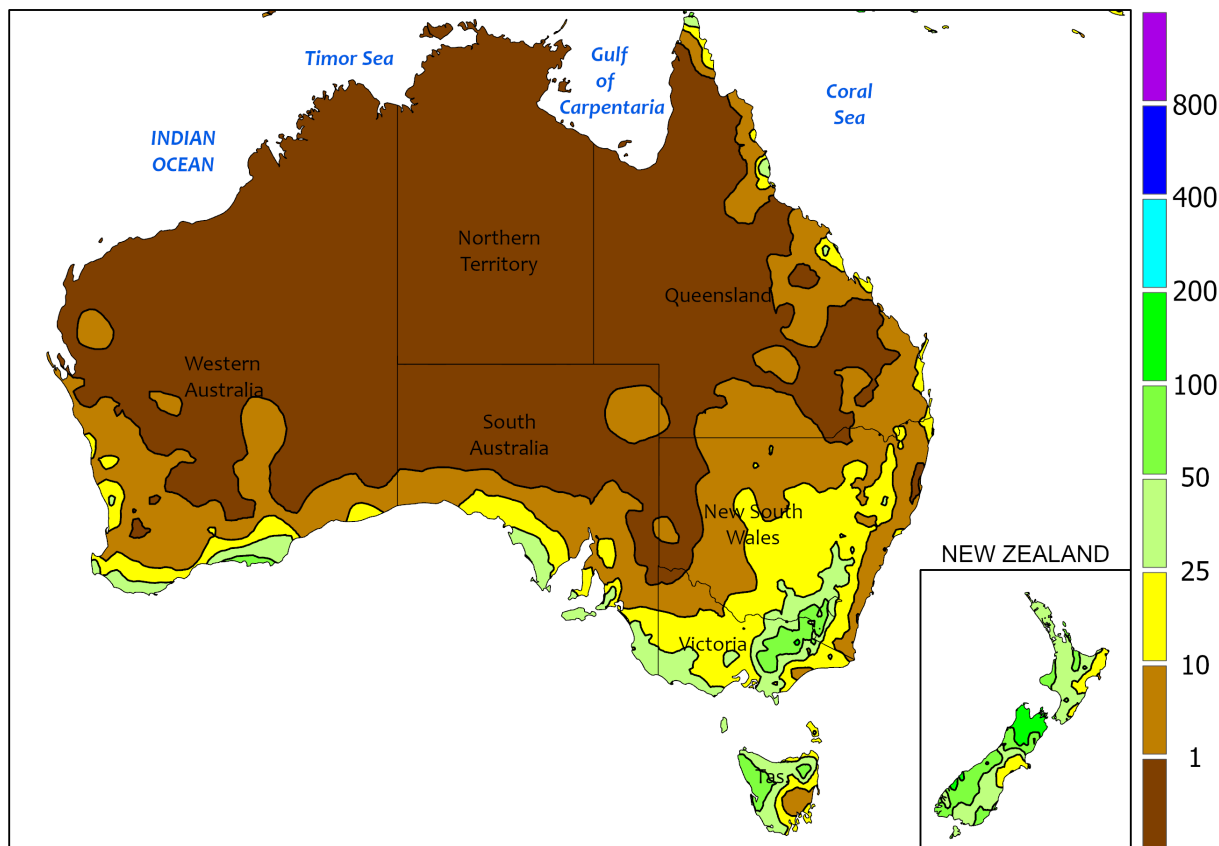 Timor Sea
Gulf
of
Carpentaria
Coral
Sea
INDIAN
OCEAN
Northern
Territory
Queensland
Western
Australia
South
Australia
New South
Wales
Victoria
Tas.
NEW ZEALAND
800
400
200
100
50
25
10
1